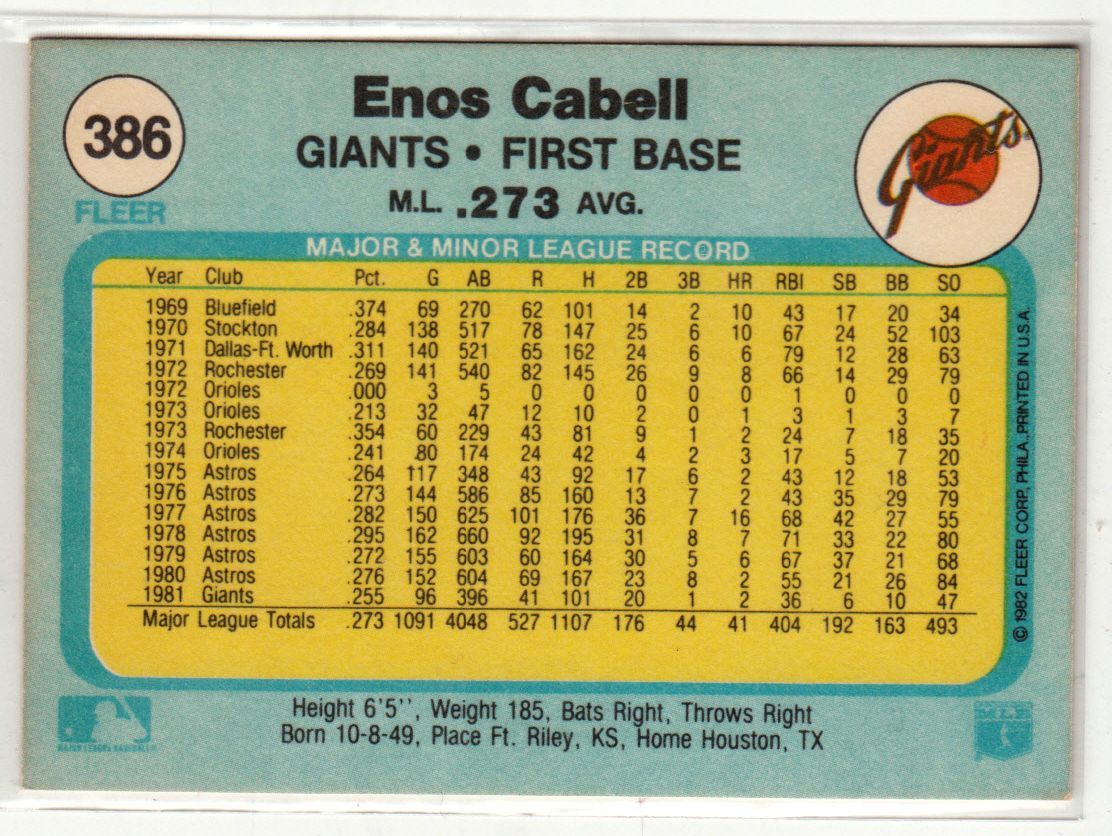 386
FLEER
Enos Cabell
GIANTS • FIRST BASE
M.L. .273 AVG.
Giants
MAJOR & MINOR LEAGUE RECORD
Year Club Pct. G AB R H 2B 3B HR RBI SB BB SO
1969 Bluefield .374 69 270 62 101 14 2 10 43 17 20 34
1970 Stockton .284 138 517 78 147 25 6 10 67 24 52 103
1971 Dallas-Ft. Worth .311 140 521 65 162 24 6 6 79 12 28 63
1972 Rochester .269 141 540 82 145 26 9 8 66 14 29 79
1972 Orioles .000 3 5 0 0 0 0 0 1 0 0 0
1973 Orioles .213 32 47 12 10 2 0 1 3 1 3 7
1973 Rochester .354 60 229 43 81 9 1 2 24 7 18 35
1974 Orioles .241 80 174 24 42 4 2 3 17 5 7 20
1975 Astros .264 117 348 43 92 17 6 2 43 12 18 53
1976 Astros .273 144 586 85 160 13 7 2 43 35 29 79
1977 Astros .282 150 625 101 176 36 7 16 68 42 27 55
1978 Astros .295 162 660 92 195 31 8 7 71 33 22 80
1979 Astros .272 155 603 60 164 30 5 6 67 37 21 68
1980 Astros .276 152 604 69 167 23 8 2 55 21 26 84
1981 Giants .255 96 396 41 101 20 1 2 36 6 10 47
Major League Totals .273 1091 4048 527 1107 176 44 41 404 192 163 493
© 1982 FLEER CORP., PHILA., PRINTED IN U.S.A.
Height 6'5'', Weight 185, Bats Right, Throws Right
Born 10-8-49, Place Ft. Riley, KS, Home Houston, TX
MAJOR LEAGUE BASEBALL